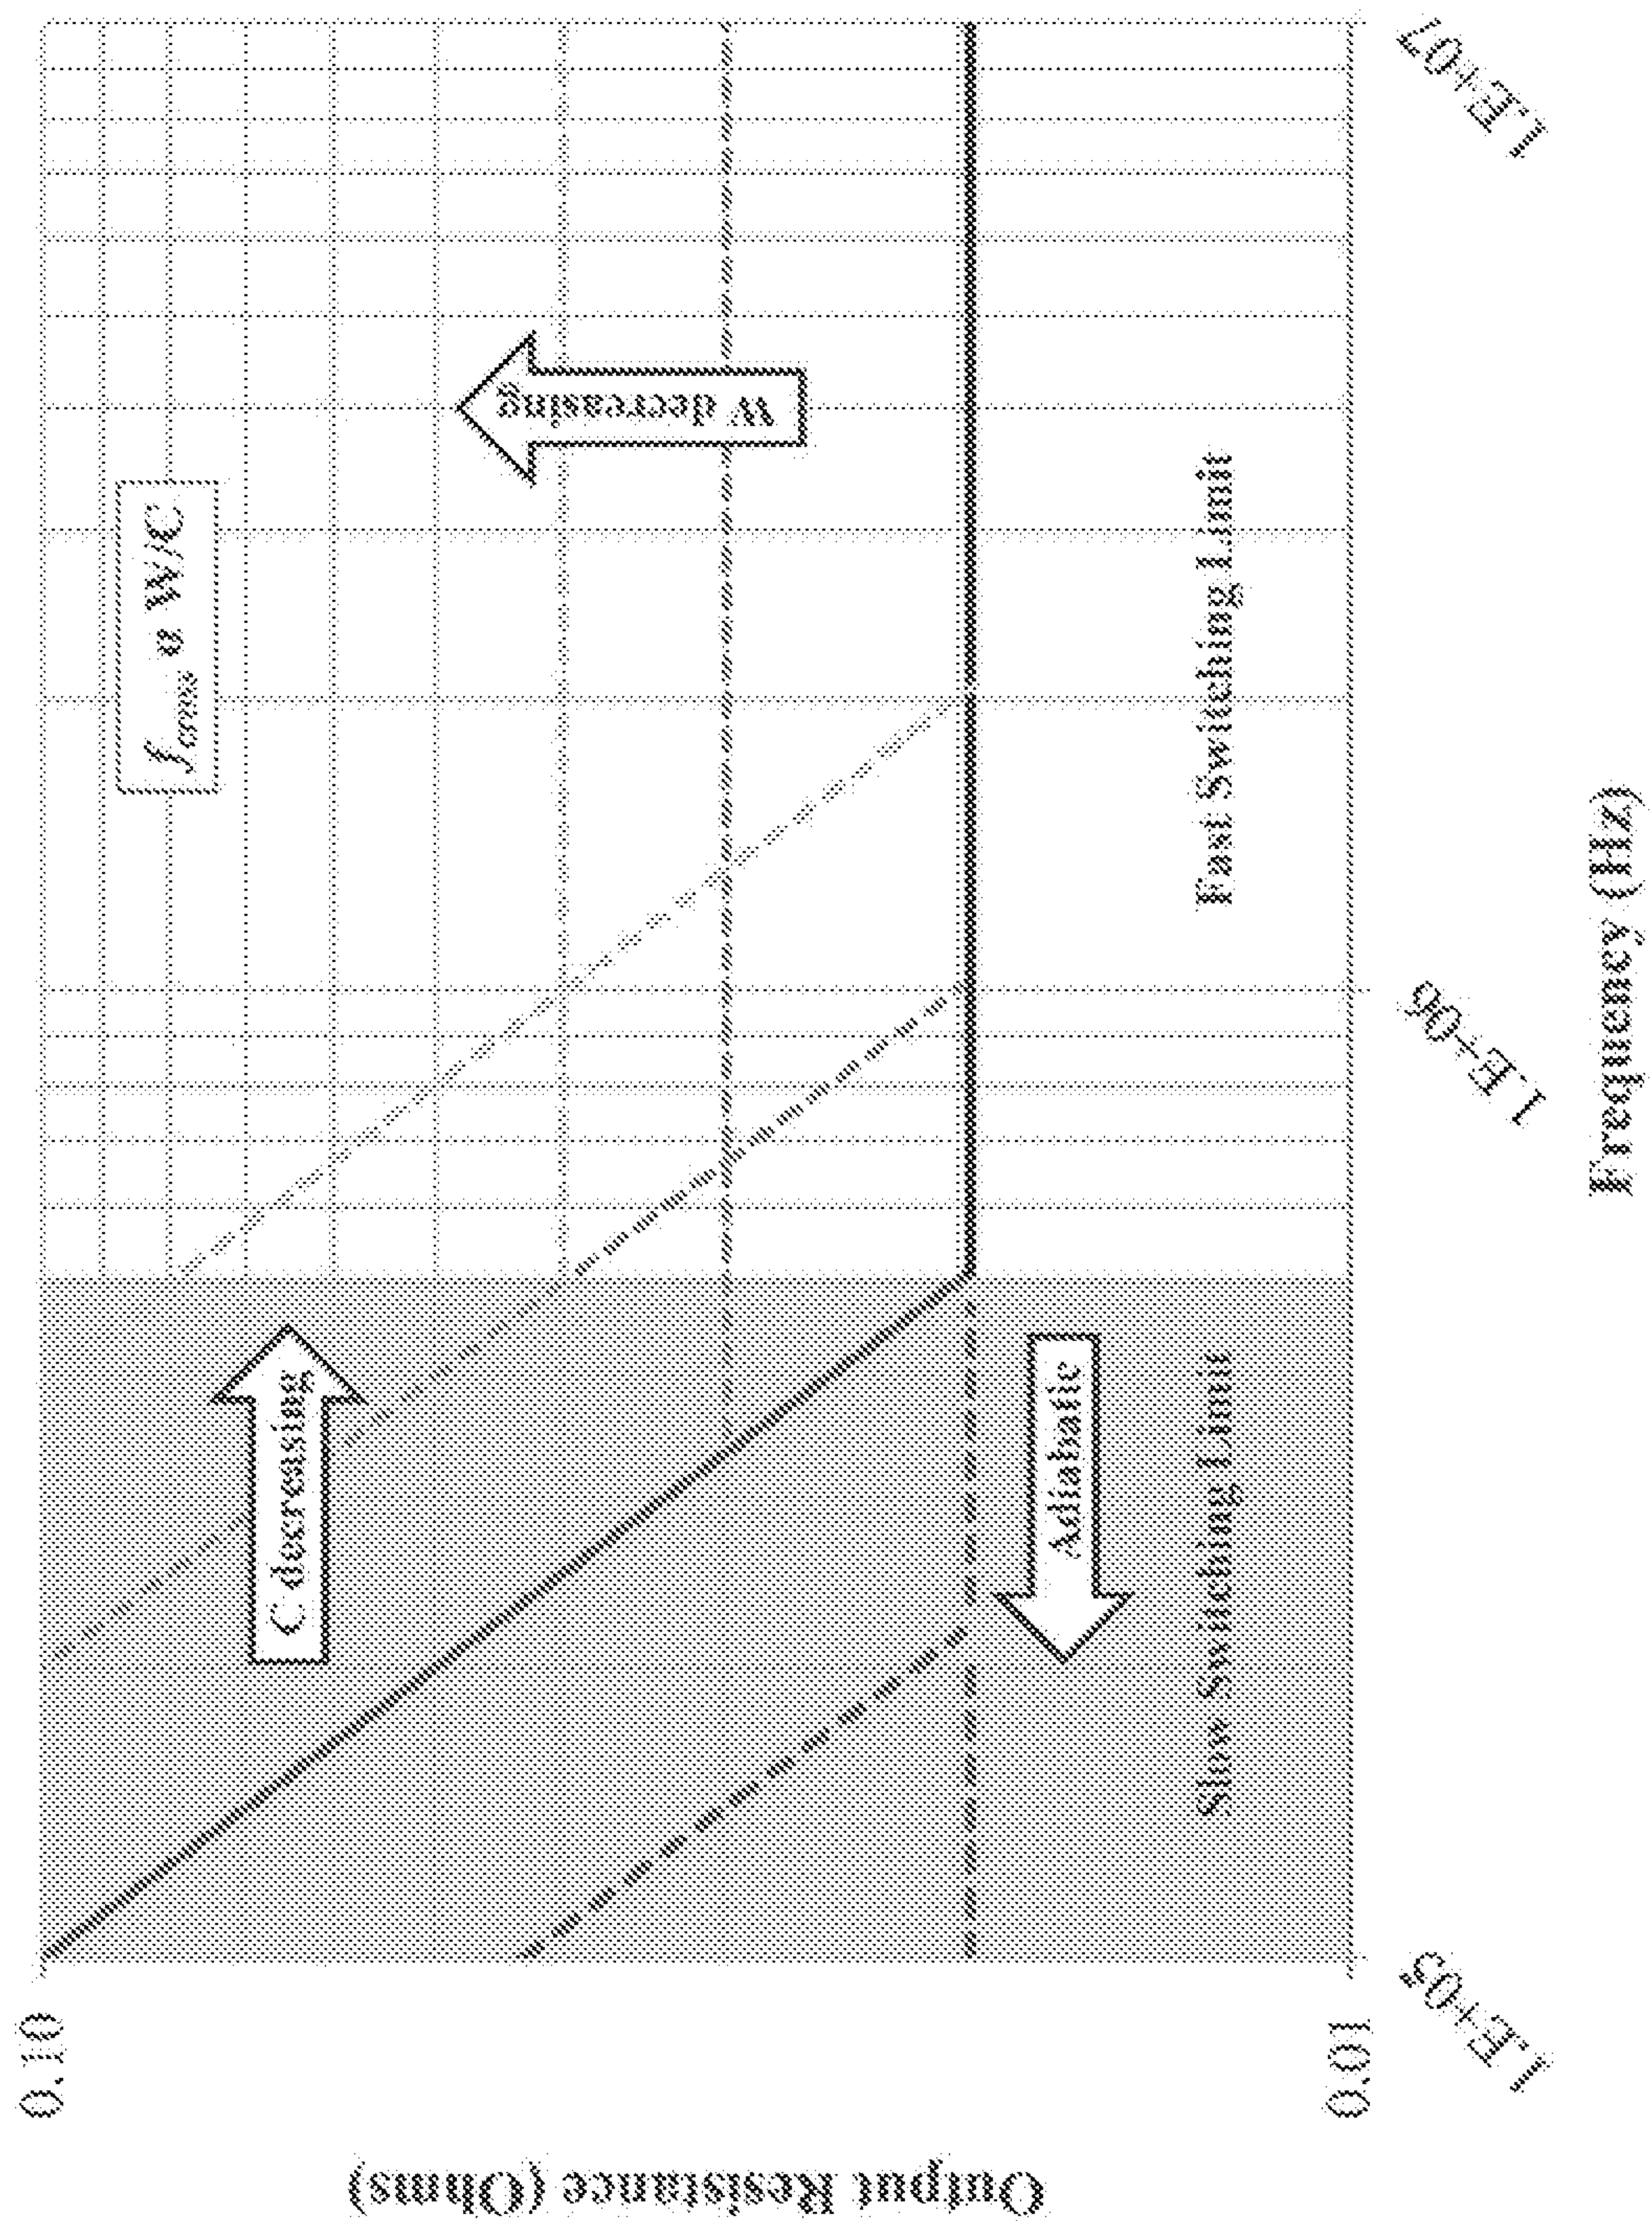 Output Resistance (Ohms)
0.10
0.01
f_cross α W/C
C decreasing
W decreasing
Adiabatic
Slow Switching Limit
Fast Switching Limit
1.E+05
1.E+06
1.E+07
Frequency (Hz)